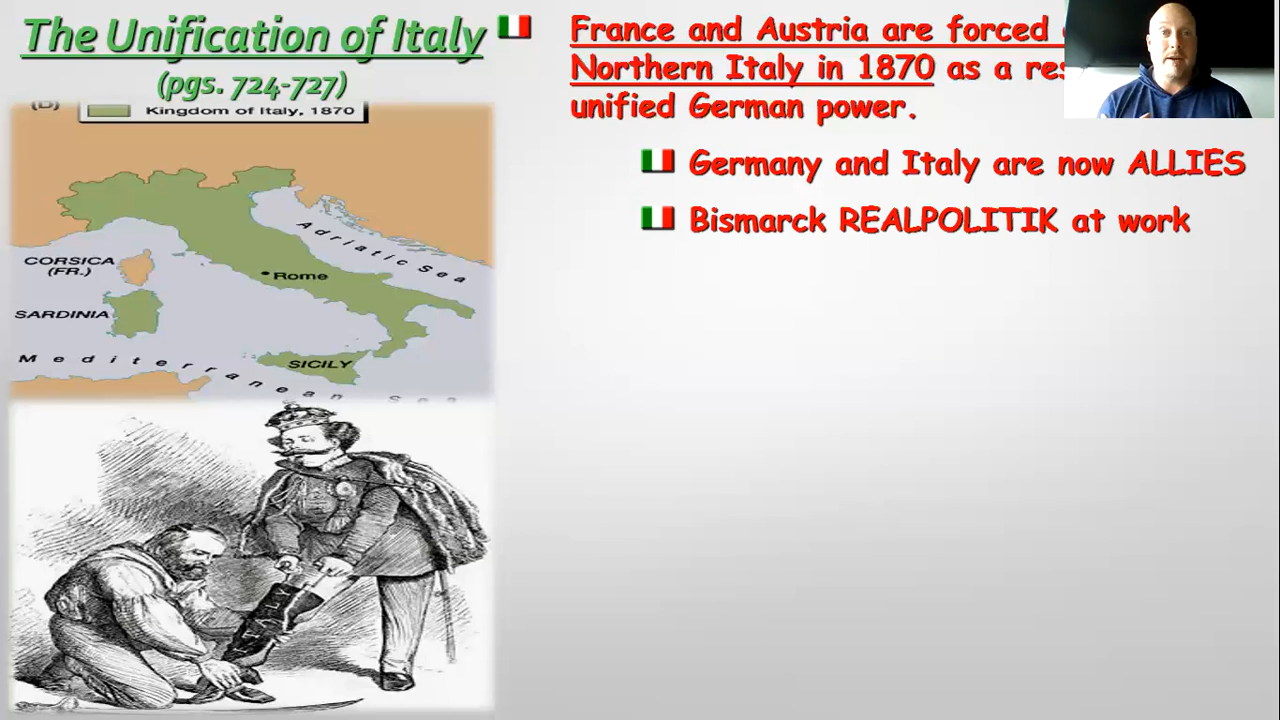 The Unification of Italy
(pgs. 724-727)
(D)
Kingdom of Italy, 1870
Adriatic Sea
CORSICA
(FR.)
Rome
SARDINIA
SICILY
Mediterranean Sea
ITALY
France and Austria are forced
Northern Italy in 1870 as a
unified German power.
Germany and Italy are now ALLIES
Bismarck REALPOLITIK at work